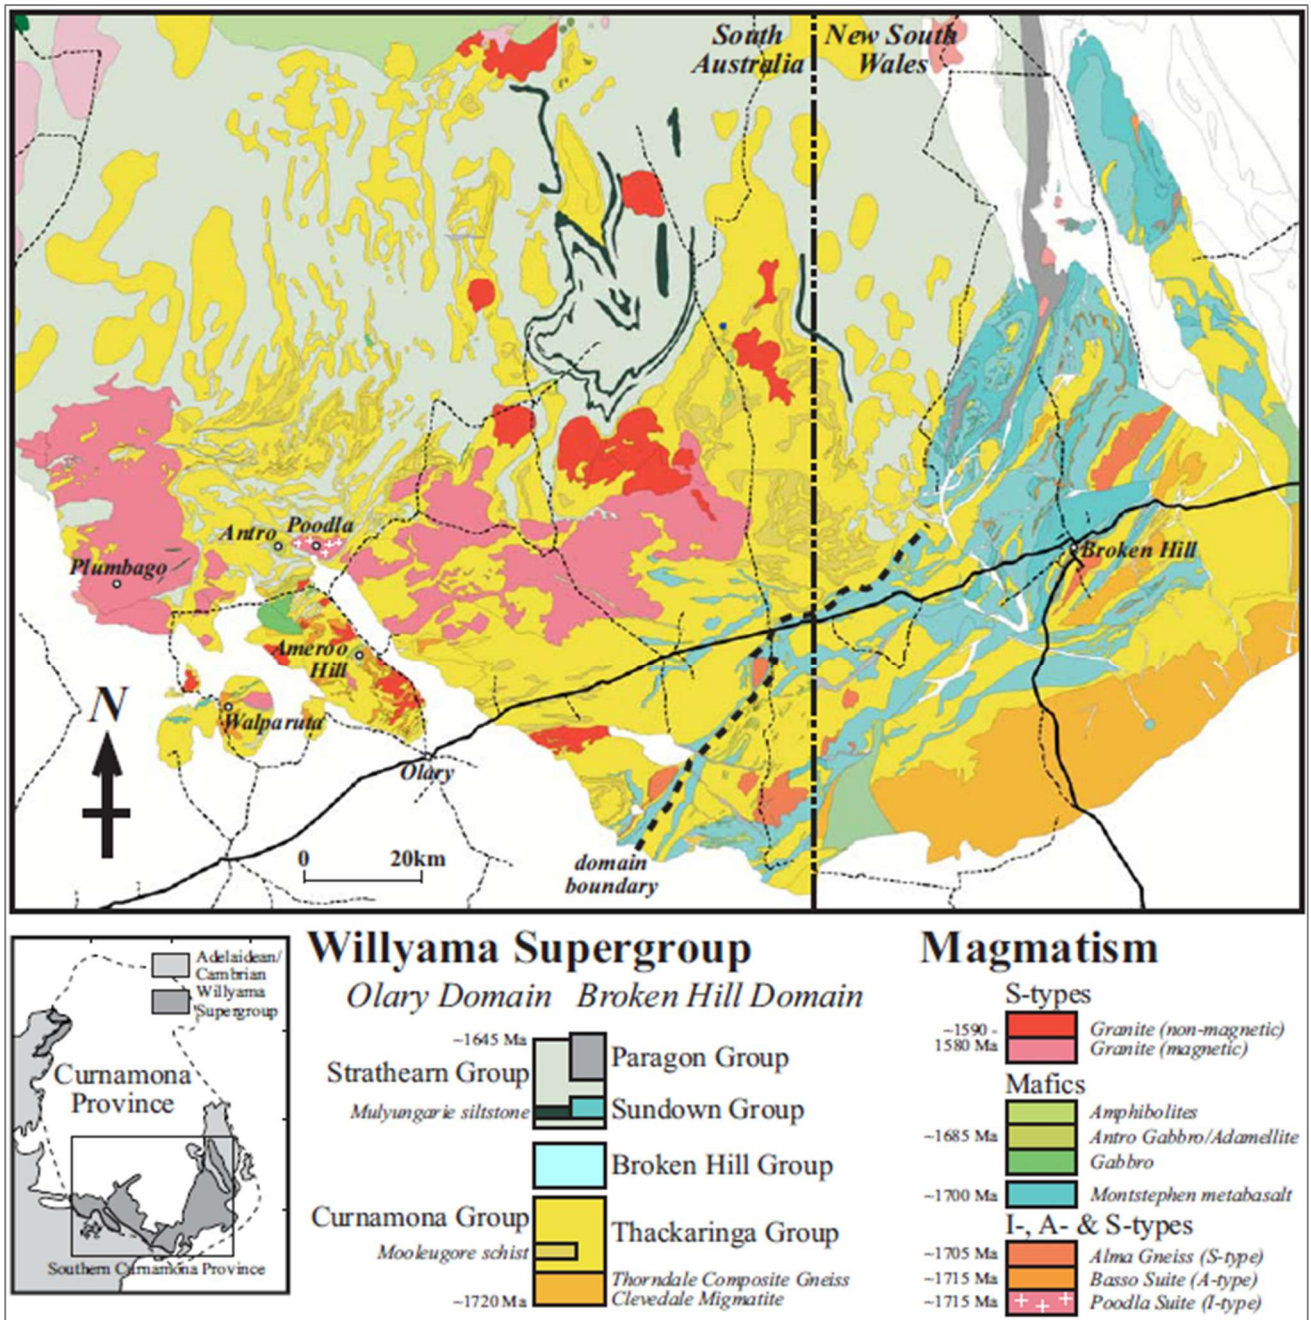 South
Australia
New South
Wales
Antro
Poodla
Plumbago
Broken Hill
Ameroo
Hill
N
Walparuta
Olary
0 20km
domain
boundary
Adelaidean/
Cambrian
Willyama
Supergroup
Curnamona
Province
Southern Curnamona Province
Willyama Supergroup
Olary Domain Broken Hill Domain
~1645 Ma
Paragon Group
Strathearn Group
Mulyungarie siltstone
Sundown Group
Broken Hill Group
Curnamona Group
Thackaringa Group
Mooleugore schist
Thorndale Composite Gneiss
Clevedale Migmatite
~1720 Ma
Magmatism
S-types
~1590 -
1580 Ma
Granite (non-magnetic)
Granite (magnetic)
Mafics
Amphibolites
~1685 Ma
Antro Gabbro/Adamellite
Gabbro
~1700 Ma
Montstephen metabasalt
I-, A- & S-types
~1705 Ma
Alma Gneiss (S-type)
~1715 Ma
Basso Suite (A-type)
~1715 Ma
Poodla Suite (I-type)